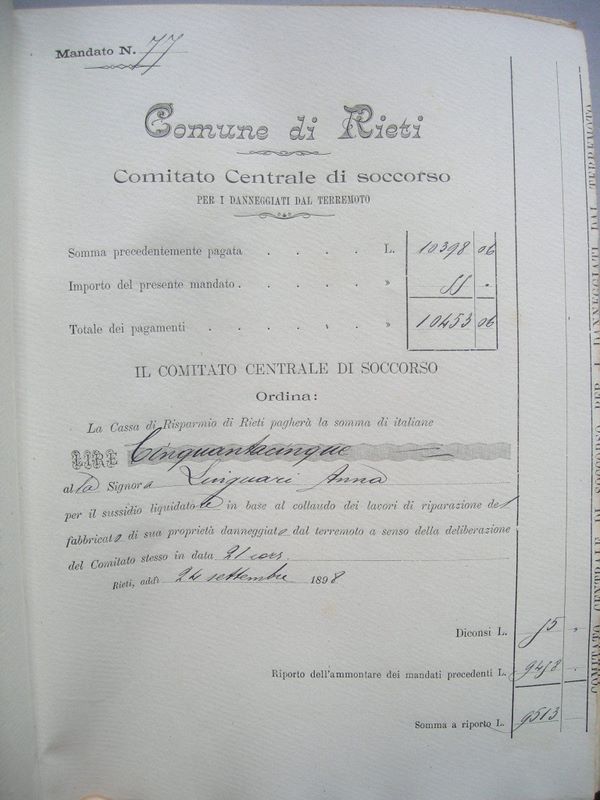 Mandato N. 77
Comune di Rieti
Comitato Centrale di soccorso
PER I DANNEGGIATI DAL TERREMOTO
Somma precedentemente pagata . . . . L. 10398 06
Importo del presente mandato . . . . » 55 .
Totale dei pagamenti . . . . . » 10453 06
IL COMITATO CENTRALE DI SOCCORSO
Ordina:
La Cassa di Risparmio di Rieti pagherà la somma di italiane
LIRE Cinquantacinque
al la Signora Linguari Anna
per il sussidio liquidato le in base al collaudo dei lavori di riparazione del
fabbricato di sua proprietà danneggiato dal terremoto a senso della deliberazione
del Comitato stesso in data 21 cors.
Rieti, addì 24 settembre 1898
Diconsi L. 55 .
Riporto dell'ammontare dei mandati precedenti L. 9458 .
Somma a riporto L. 9513